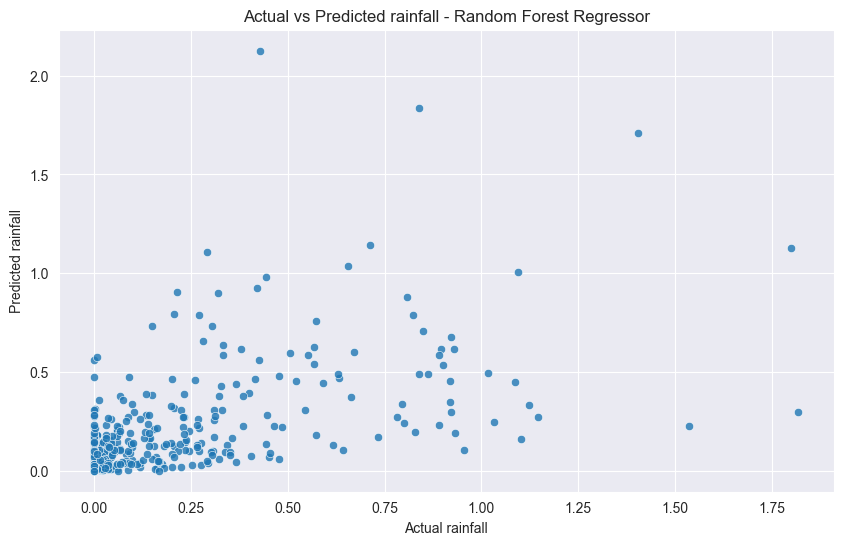 Actual vs Predicted rainfall - Random Forest Regressor
2.0
1.5
1.0
0.5
0.0
Predicted rainfall
0.00 0.25 0.50 0.75 1.00 1.25 1.50 1.75
Actual rainfall